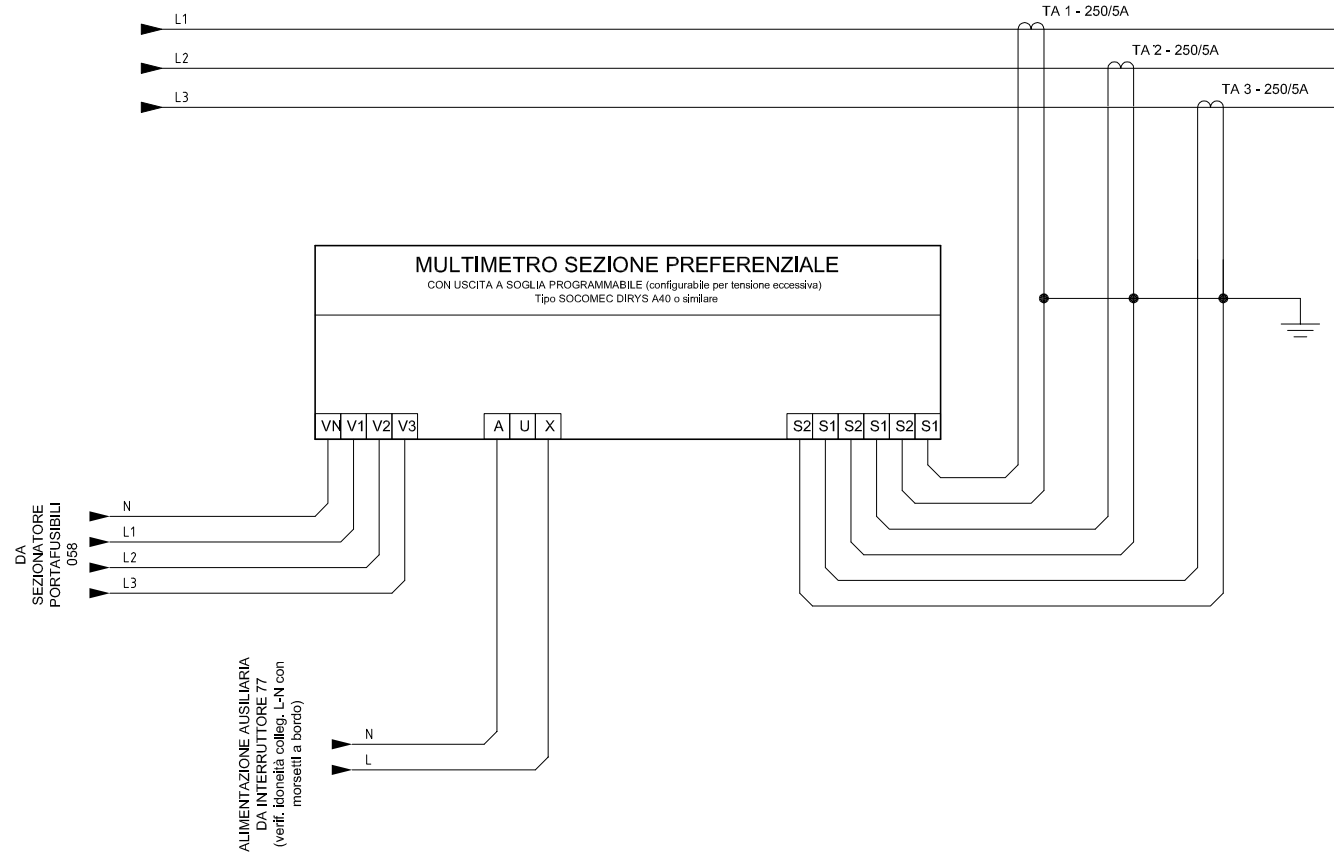 L1
TA 1 - 250/5A
L2
TA 2 - 250/5A
L3
TA 3 - 250/5A
MULTIMETRO SEZIONE PREFERENZIALE
CON USCITA A SOGLIA PROGRAMMABILE (configurabile per tensione eccessiva)
Tipo SOCOMEC DIRYS A40 o similare
VN V1 V2 V3 A U X S2 S1 S2 S1 S2 S1
DA
SEZIONATORE
PORTAFUSIBILI
058
N
L1
L2
L3
ALIMENTAZIONE AUSILIARIA
DA INTERRUTTORE 77
(verif. idoneità colleg. L-N con
morsetti a bordo)
N
L